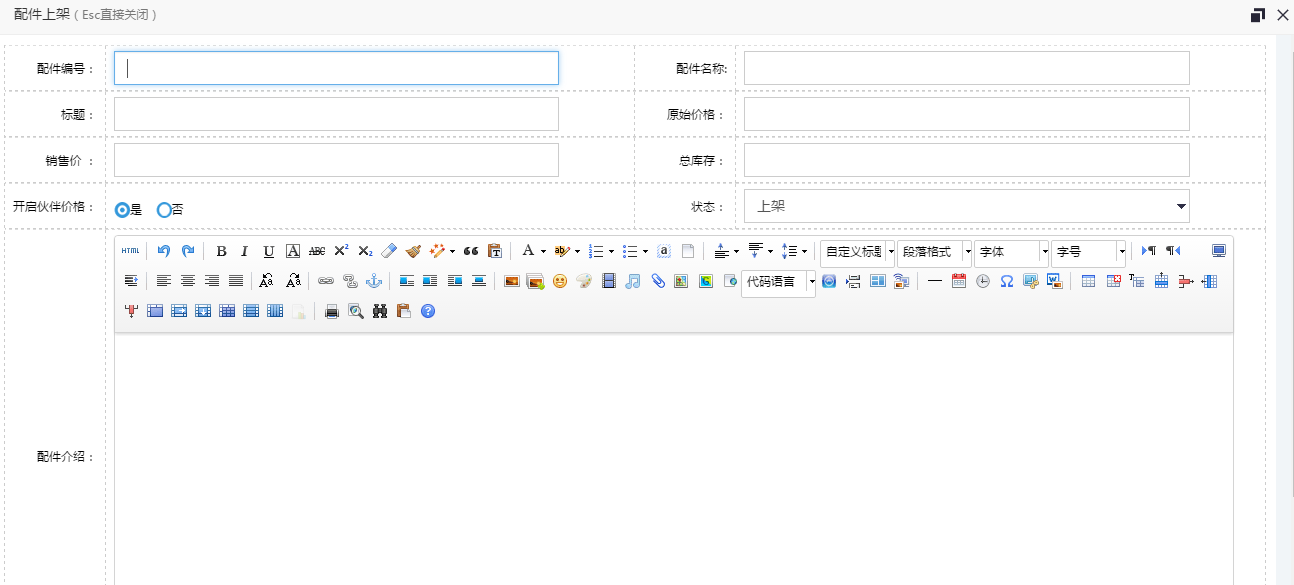 配件上架（Esc直接关闭）
配件编号：
配件名称:
标题：
原始价格：
销售价 ：
总库存：
开启伙伴价格：
是 否
状态：
上架
HTML B I U A ABC X² X₂ A ab 自定义标题 段落格式 字体 字号
代码语言
配件介绍：